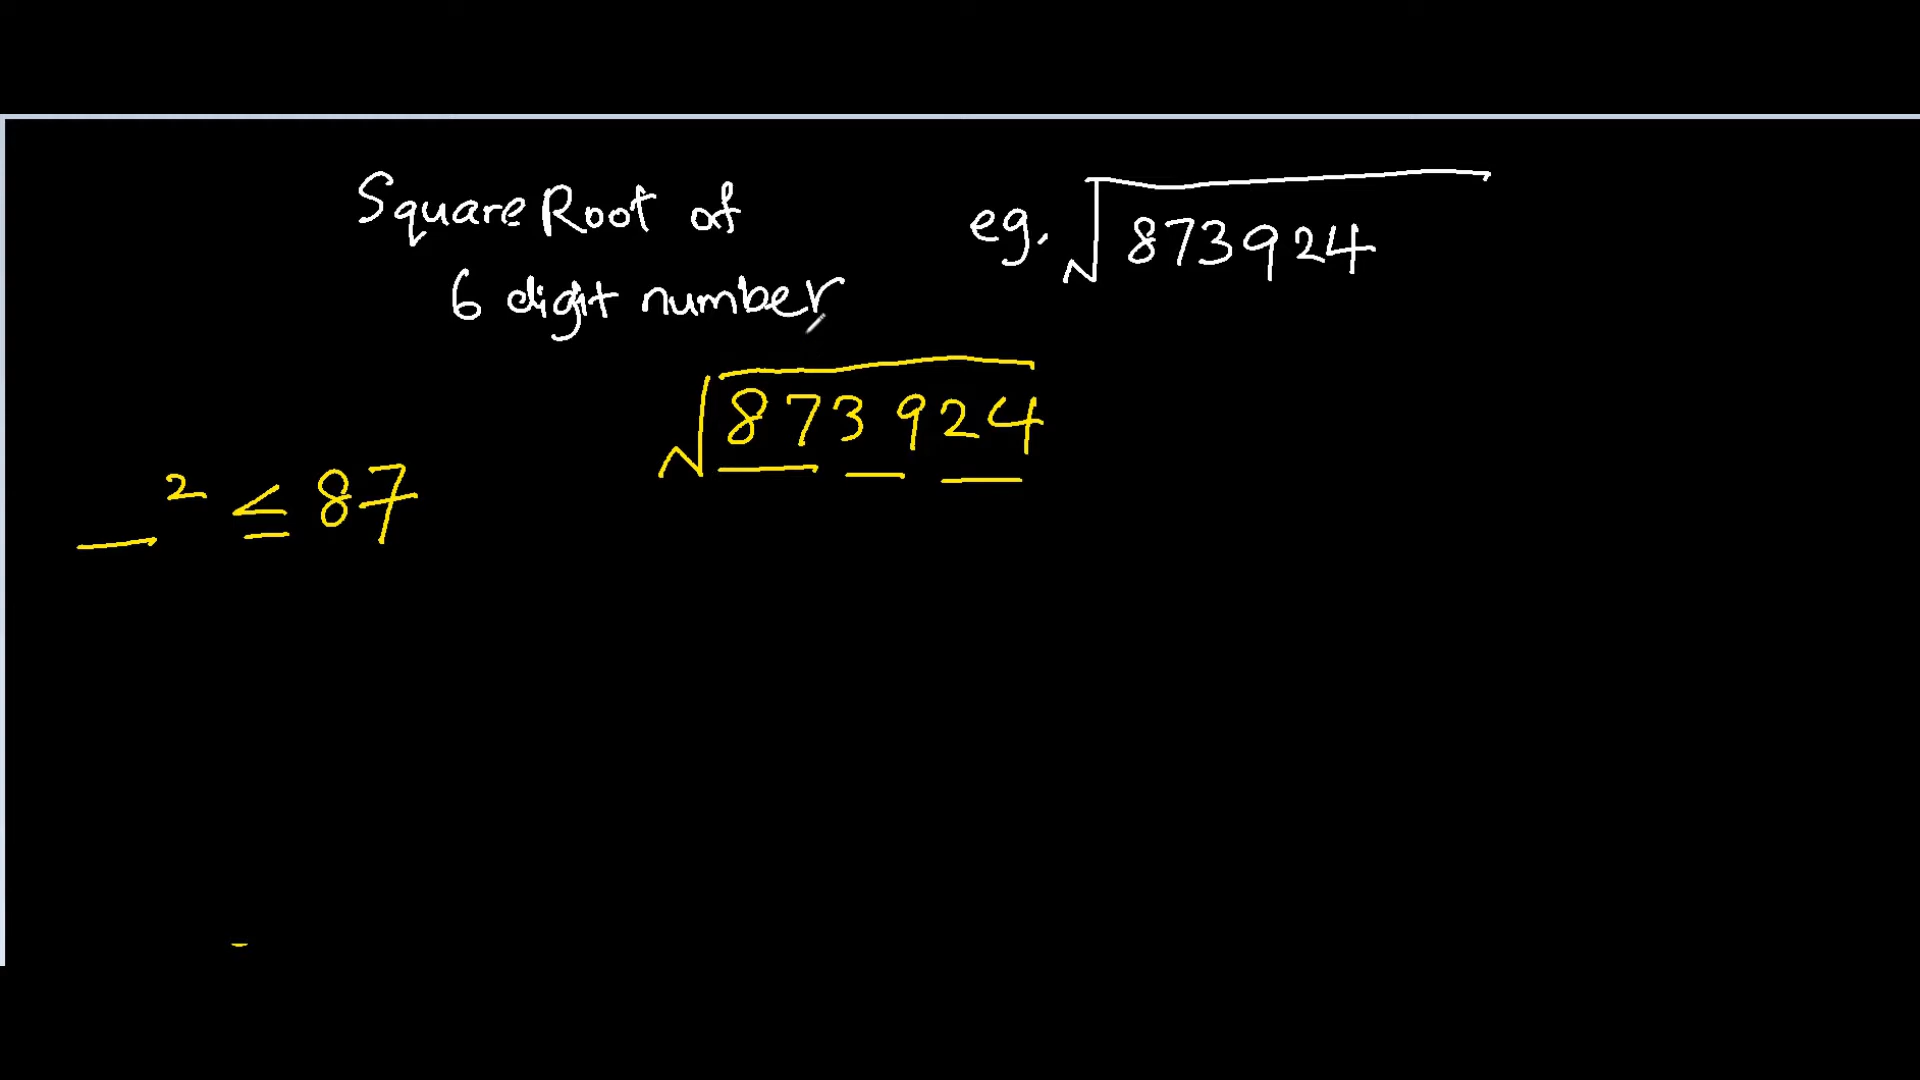 Square Root of
6 digit number,
eg. √873924
√873924
_² ≤ 87